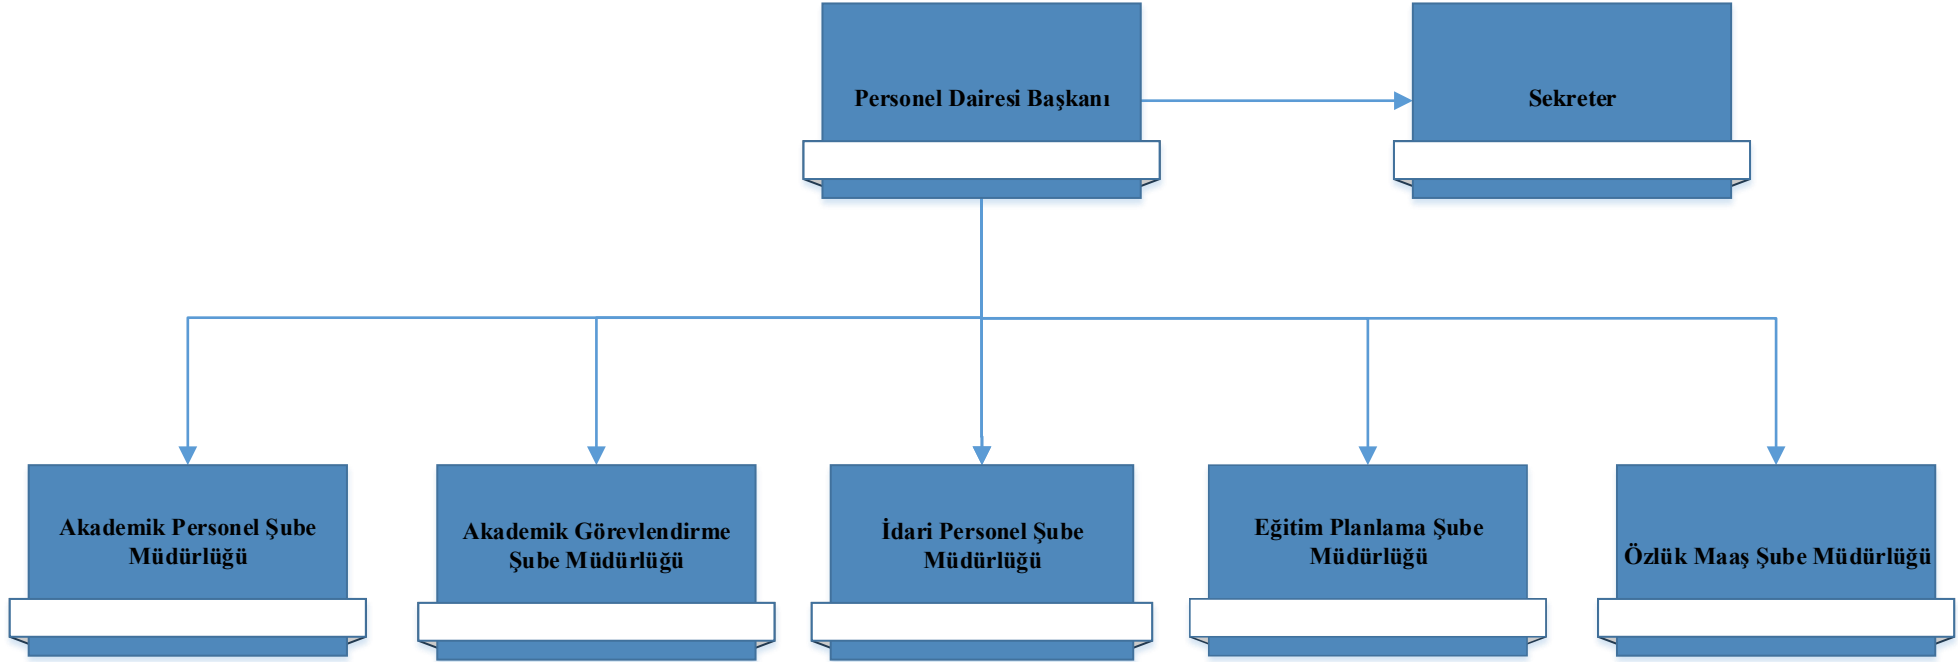 Personel Dairesi Başkanı
Sekreter
Akademik Personel Şube
Müdürlüğü
Akademik Görevlendirme
Şube Müdürlüğü
İdari Personel Şube
Müdürlüğü
Eğitim Planlama Şube
Müdürlüğü
Özlük Maaş Şube Müdürlüğü